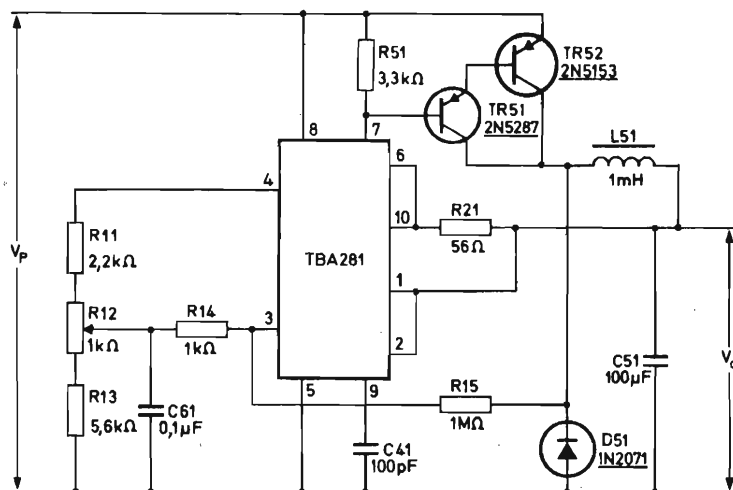 R51
3,3kΩ
TR52
2N5153
TR51
2N5287
8
7
L51
1mH
6
4
R11
2,2kΩ
10
R21
56Ω
VP
TBA281
R12
1kΩ
R14
1kΩ
3
1
2
C51
100µF
R13
5,6kΩ
C61
0,1µF
5
9
R15
1MΩ
C41
100pF
D51
1N2071